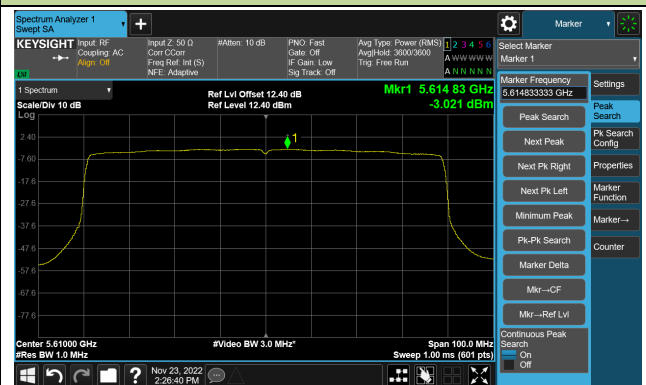 Spectrum Analyzer 1
Swept SA
Marker
KEYSIGHT
Input: RF
Coupling: AC
Align: Off
Input Z: 50 Ω
Corr CCorr
Freq Ref: Int (S)
NFE: Adaptive
#Atten: 10 dB
PNO: Fast
Gate: Off
IF Gain: Low
Sig Track: Off
Avg Type: Power (RMS)
Avg|Hold: 3600/3600
Trig: Free Run
1 2 3 4 5 6
A W W W W W
A N N N N N
LXI
Select Marker
Marker 1
1 Spectrum
Scale/Div 10 dB
Log
Ref Lvl Offset 12.40 dB
Ref Level 12.40 dBm
Mkr1 5.614 83 GHz
-3.021 dBm
1
2.40
-7.60
-17.6
-27.6
-37.6
-47.6
-57.6
-67.6
-77.6
Center 5.61000 GHz
#Res BW 1.0 MHz
#Video BW 3.0 MHz*
Span 100.0 MHz
Sweep 1.00 ms (601 pts)
Marker Frequency
5.614833333 GHz
Peak Search
Next Peak
Next Pk Right
Next Pk Left
Minimum Peak
Pk-Pk Search
Marker Delta
Mkr→CF
Mkr→Ref Lvl
Continuous Peak
Search
On
Off
Settings
Peak
Search
Pk Search
Config
Properties
Marker
Function
Marker→
Counter
?
Nov 23, 2022
2:26:40 PM